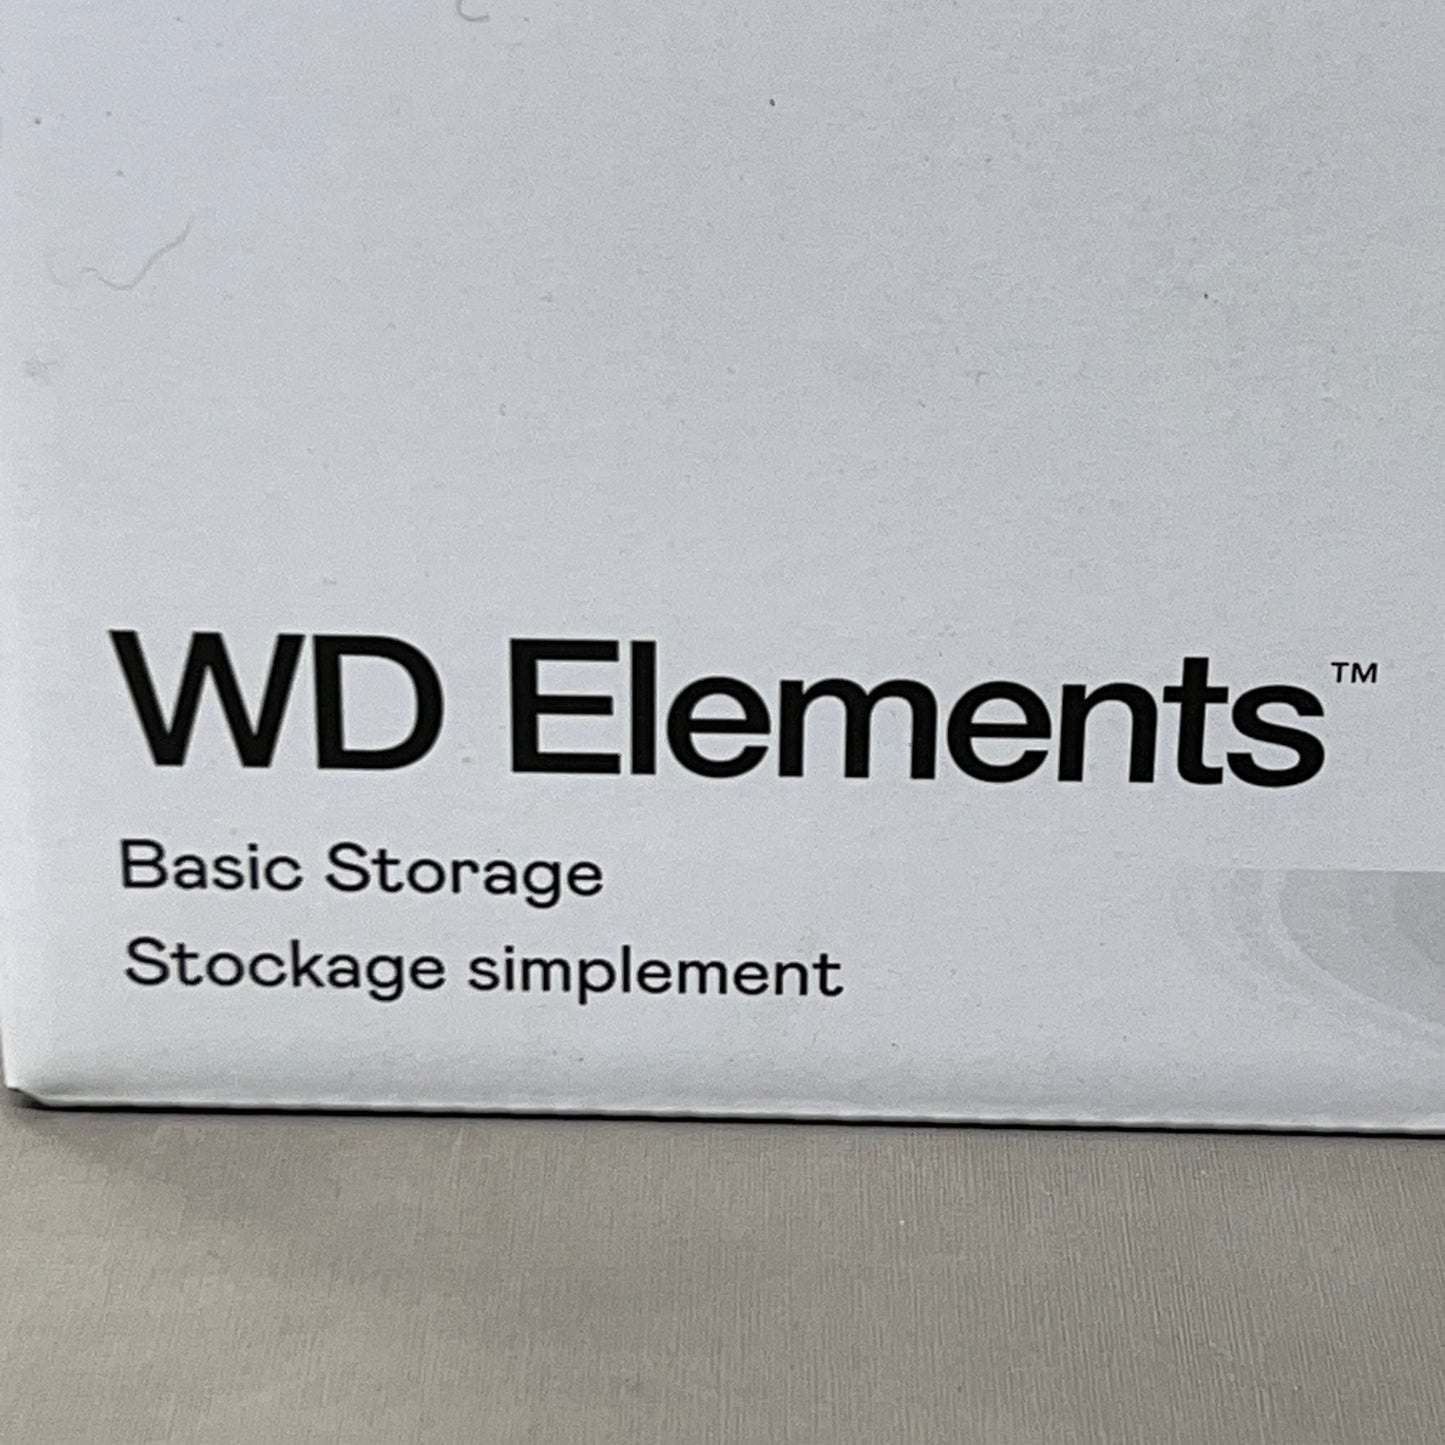 WD Elements™
Basic Storage
Stockage simplement